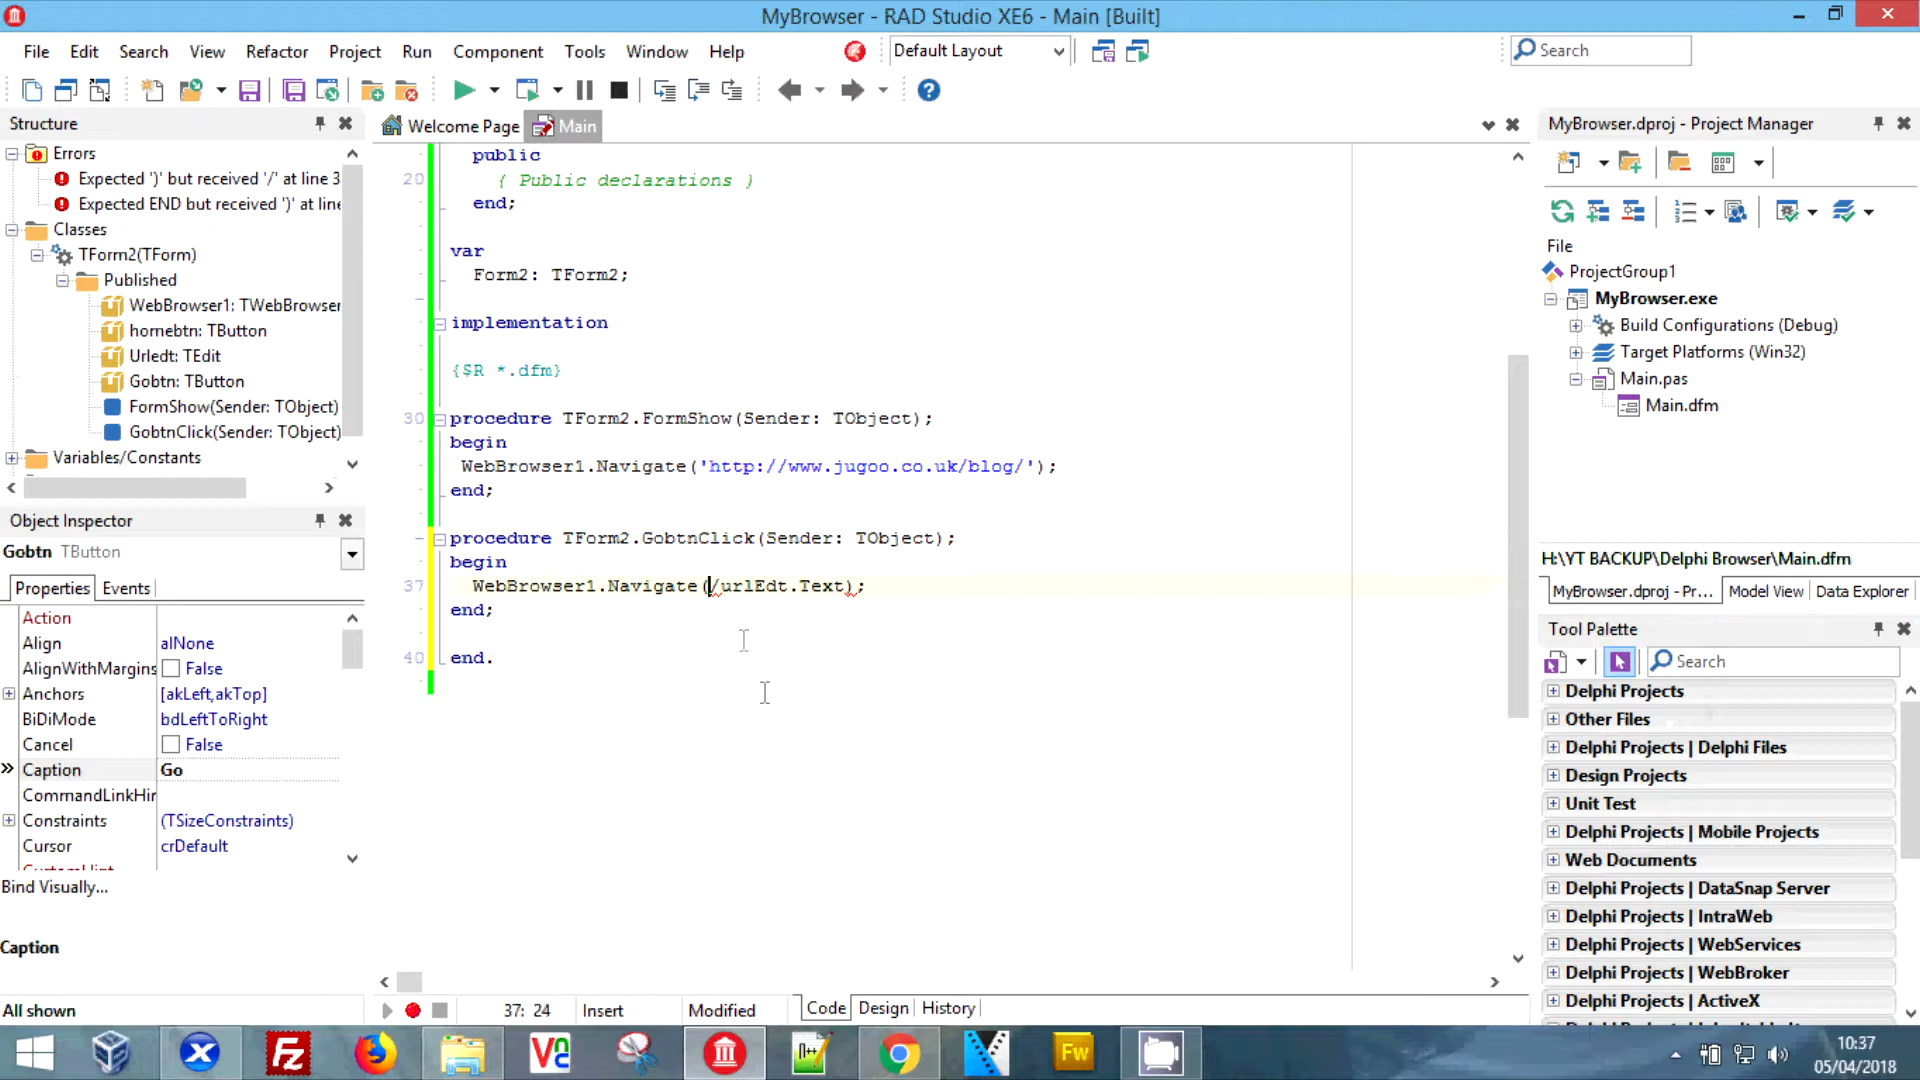 MyBrowser - RAD Studio XE6 - Main [Built]
File Edit Search View Refactor Project Run Component Tools Window Help
Default Layout
Search
Structure
Welcome Page
Main
MyBrowser.dproj - Project Manager
Errors
Expected ')' but received '/' at line 3
Expected END but received ')' at line
Classes
TForm2(TForm)
Published
WebBrowser1: TWebBrowser
homebtn: TButton
Urledt: TEdit
Gobtn: TButton
FormShow(Sender: TObject)
GobtnClick(Sender: TObject)
Variables/Constants
Object Inspector
Gobtn TButton
Properties Events
Action
Align alNone
AlignWithMargins False
Anchors [akLeft,akTop]
BiDiMode bdLeftToRight
Cancel False
Caption Go
CommandLinkHin
Constraints (TSizeConstraints)
Cursor crDefault
Bind Visually...
Caption
All shown
public
20 { Public declarations }
end;
var
Form2: TForm2;
implementation
{$R *.dfm}
30 procedure TForm2.FormShow(Sender: TObject);
begin
WebBrowser1.Navigate('http://www.jugoo.co.uk/blog/');
end;
procedure TForm2.GobtnClick(Sender: TObject);
begin
37 WebBrowser1.Navigate(/urlEdt.Text);
end;
40 end.
37: 24 Insert Modified Code Design History
File
ProjectGroup1
MyBrowser.exe
Build Configurations (Debug)
Target Platforms (Win32)
Main.pas
Main.dfm
H:\YT BACKUP\Delphi Browser\Main.dfm
MyBrowser.dproj - Pr... Model View Data Explorer
Tool Palette
Search
Delphi Projects
Other Files
Delphi Projects | Delphi Files
Design Projects
Unit Test
Delphi Projects | Mobile Projects
Web Documents
Delphi Projects | DataSnap Server
Delphi Projects | IntraWeb
Delphi Projects | WebServices
Delphi Projects | WebBroker
Delphi Projects | ActiveX
Fz
N++
Fw
10:37
05/04/2018